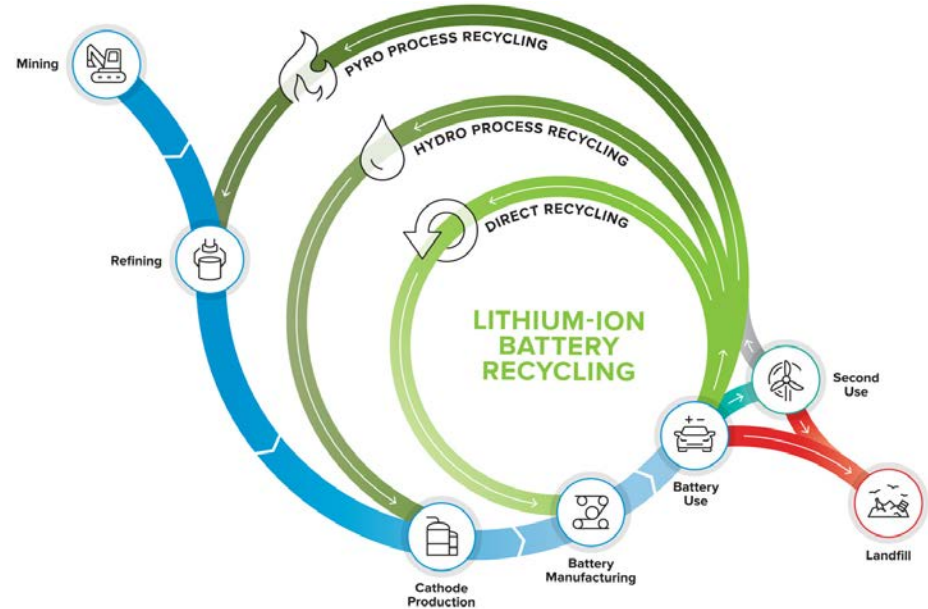 Mining
PYRO PROCESS RECYCLING
HYDRO PROCESS RECYCLING
DIRECT RECYCLING
Refining
LITHIUM-ION
BATTERY
RECYCLING
Second
Use
+ −
Battery
Use
Landfill
Battery
Manufacturing
Cathode
Production